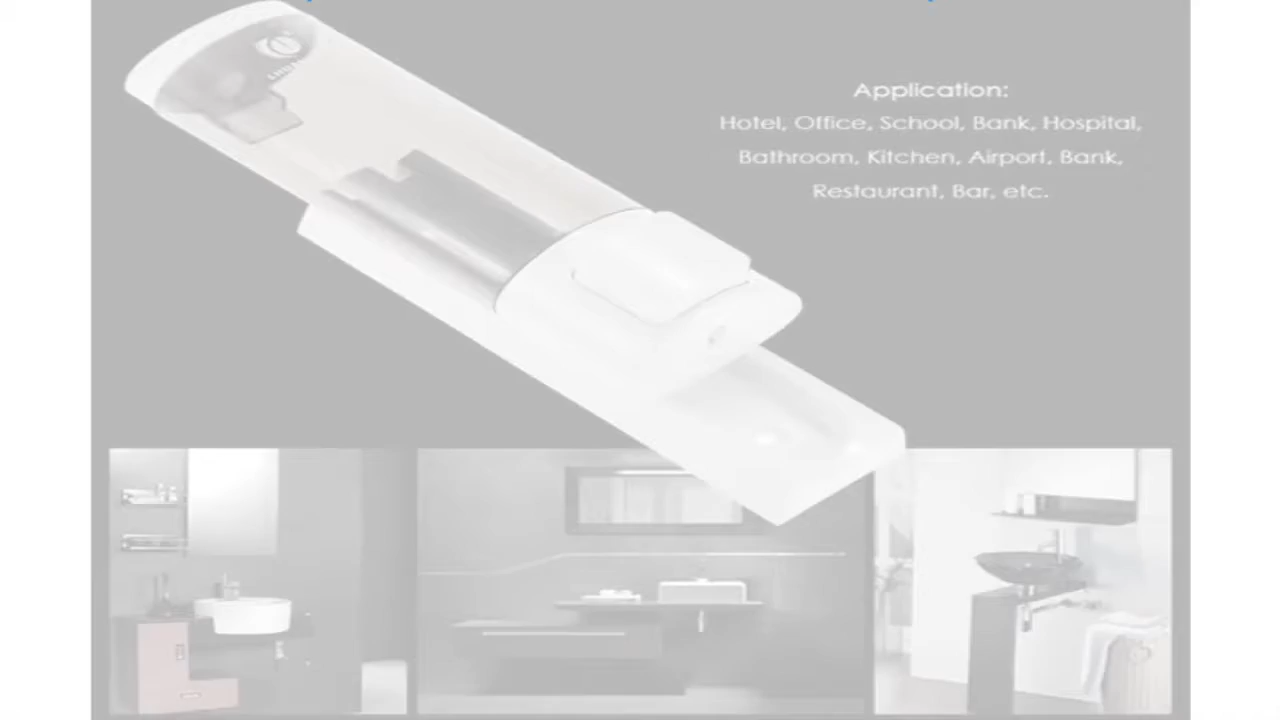 Application:
Hotel, Office, School, Bank, Hospital,
Bathroom, Kitchen, Airport, Bank,
Restaurant, Bar, etc.